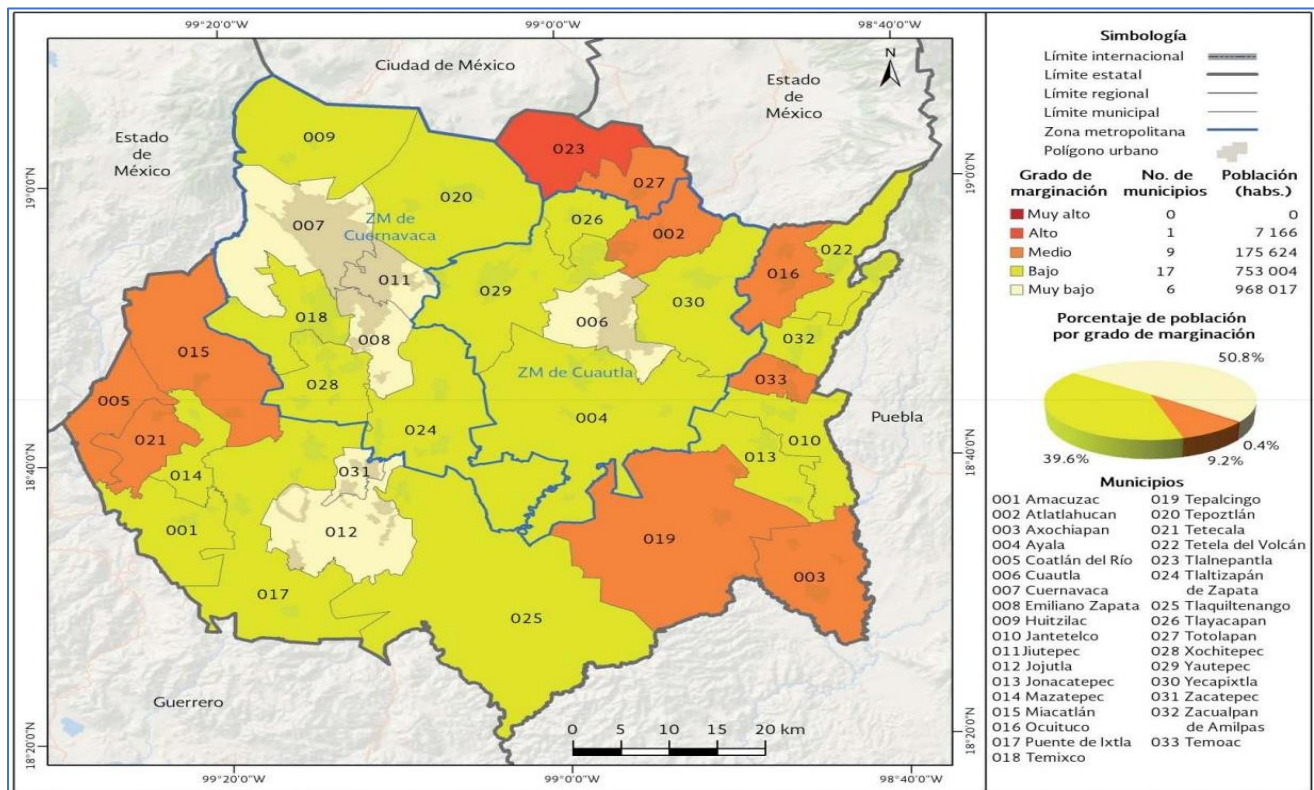 99°20'0"W 99°0'0"W 98°40'0"W
Ciudad de México
Estado
de
México
Estado
de
México
N
19°0'0"N
19°0'0"N
18°40'0"N
18°40'0"N
18°20'0"N
18°20'0"N
009
023
027
020
026
007
ZM de
Cuernavaca
002
022
016
011
029
030
018
006
008
032
015
ZM de Cuautla
033
028
005
004
Puebla
021
024
010
013
031
014
001
012
019
003
017
025
Guerrero
0 5 10 15 20 km
99°20'0"W 99°0'0"W 98°40'0"W
Simbología
Límite internacional
Límite estatal
Límite regional
Límite municipal
Zona metropolitana
Polígono urbano
Grado de No. de Población
marginación municipios (habs.)
Muy alto 0 0
Alto 1 7 166
Medio 9 175 624
Bajo 17 753 004
Muy bajo 6 968 017
Porcentaje de población
por grado de marginación
50.8%
0.4%
39.6% 9.2%
Municipios
001 Amacuzac 019 Tepalcingo
002 Atlatlahucan 020 Tepoztlán
003 Axochiapan 021 Tetecala
004 Ayala 022 Tetela del Volcán
005 Coatlán del Río 023 Tlalnepantla
006 Cuautla 024 Tlaltizapán
007 Cuernavaca de Zapata
008 Emiliano Zapata 025 Tlaquiltenango
009 Huitzilac 026 Tlayacapan
010 Jantetelco 027 Totolapan
011Jiutepec 028 Xochitepec
012 Jojutla 029 Yautepec
013 Jonacatepec 030 Yecapixtla
014 Mazatepec 031 Zacatepec
015 Miacatlán 032 Zacualpan
016 Ocuituco de Amilpas
017 Puente de Ixtla 033 Temoac
018 Temixco